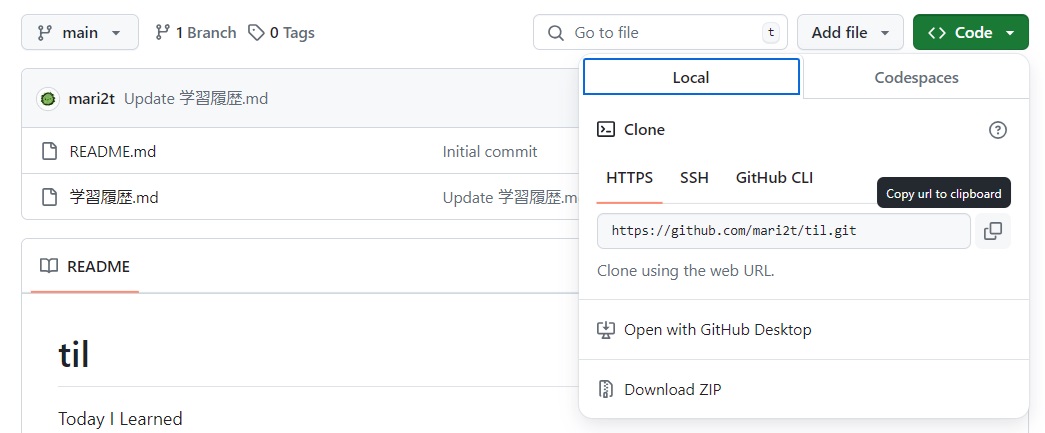 main 1 Branch 0 Tags Go to file t Add file Code
mari2t Update 学習履歴.md
README.md Initial commit
学習履歴.md Update 学習履歴.m
README
til
Today I Learned
Local Codespaces
Clone
HTTPS SSH GitHub CLI
Copy url to clipboard
https://github.com/mari2t/til.git
Clone using the web URL.
Open with GitHub Desktop
Download ZIP